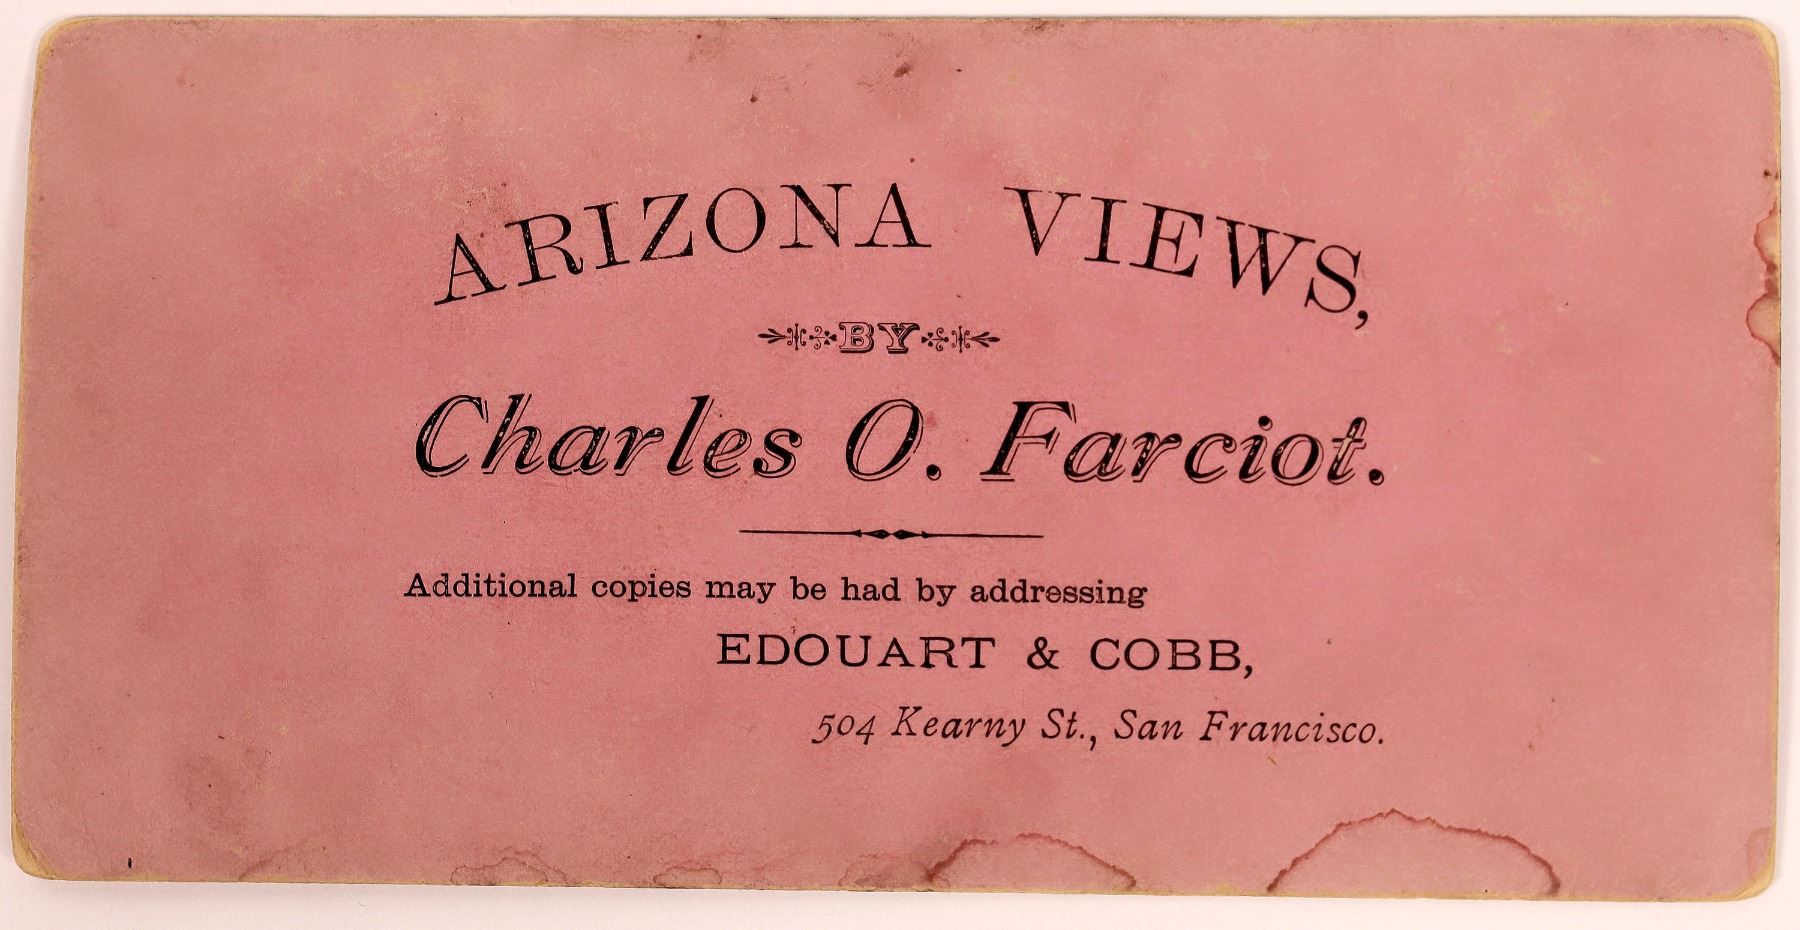 ARIZONA VIEWS,
BY
Charles O. Farciot.
Additional copies may be had by addressing
EDOUART & COBB,
504 Kearny St., San Francisco.